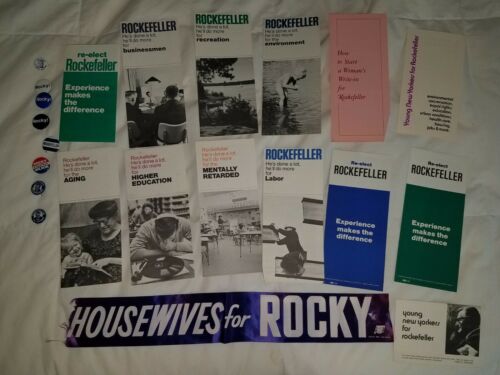 re-elect
Rockefeller
Experience
makes the
difference
ROCKEFELLER
He's done a lot.
he'll do more
for
businessmen
ROCKEFELLER
He's done a lot.
he'll do more
for
recreation
ROCKEFELLER
He's done a lot.
he'll do more
for the
environment
How
to Start
a Woman's
Write-in
for
Rockefeller
Young New Yorkers for Rockefeller
Rocky!
Rocky!
Rockefeller
He's done a lot.
he'll do more
for the
AGING
Rockefeller
He's done a lot.
he'll do more
for
HIGHER
EDUCATION
Rockefeller
He's done a lot.
he'll do more
for the
MENTALLY
RETARDED
ROCKEFELLER
He's done a lot.
he'll do more
for
Labor
Re-elect
ROCKEFELLER
Experience
makes the
difference
Re-elect
ROCKEFELLER
Experience
makes the
difference
HOUSEWIVES for ROCKY
young
new yorkers
for
rockefeller